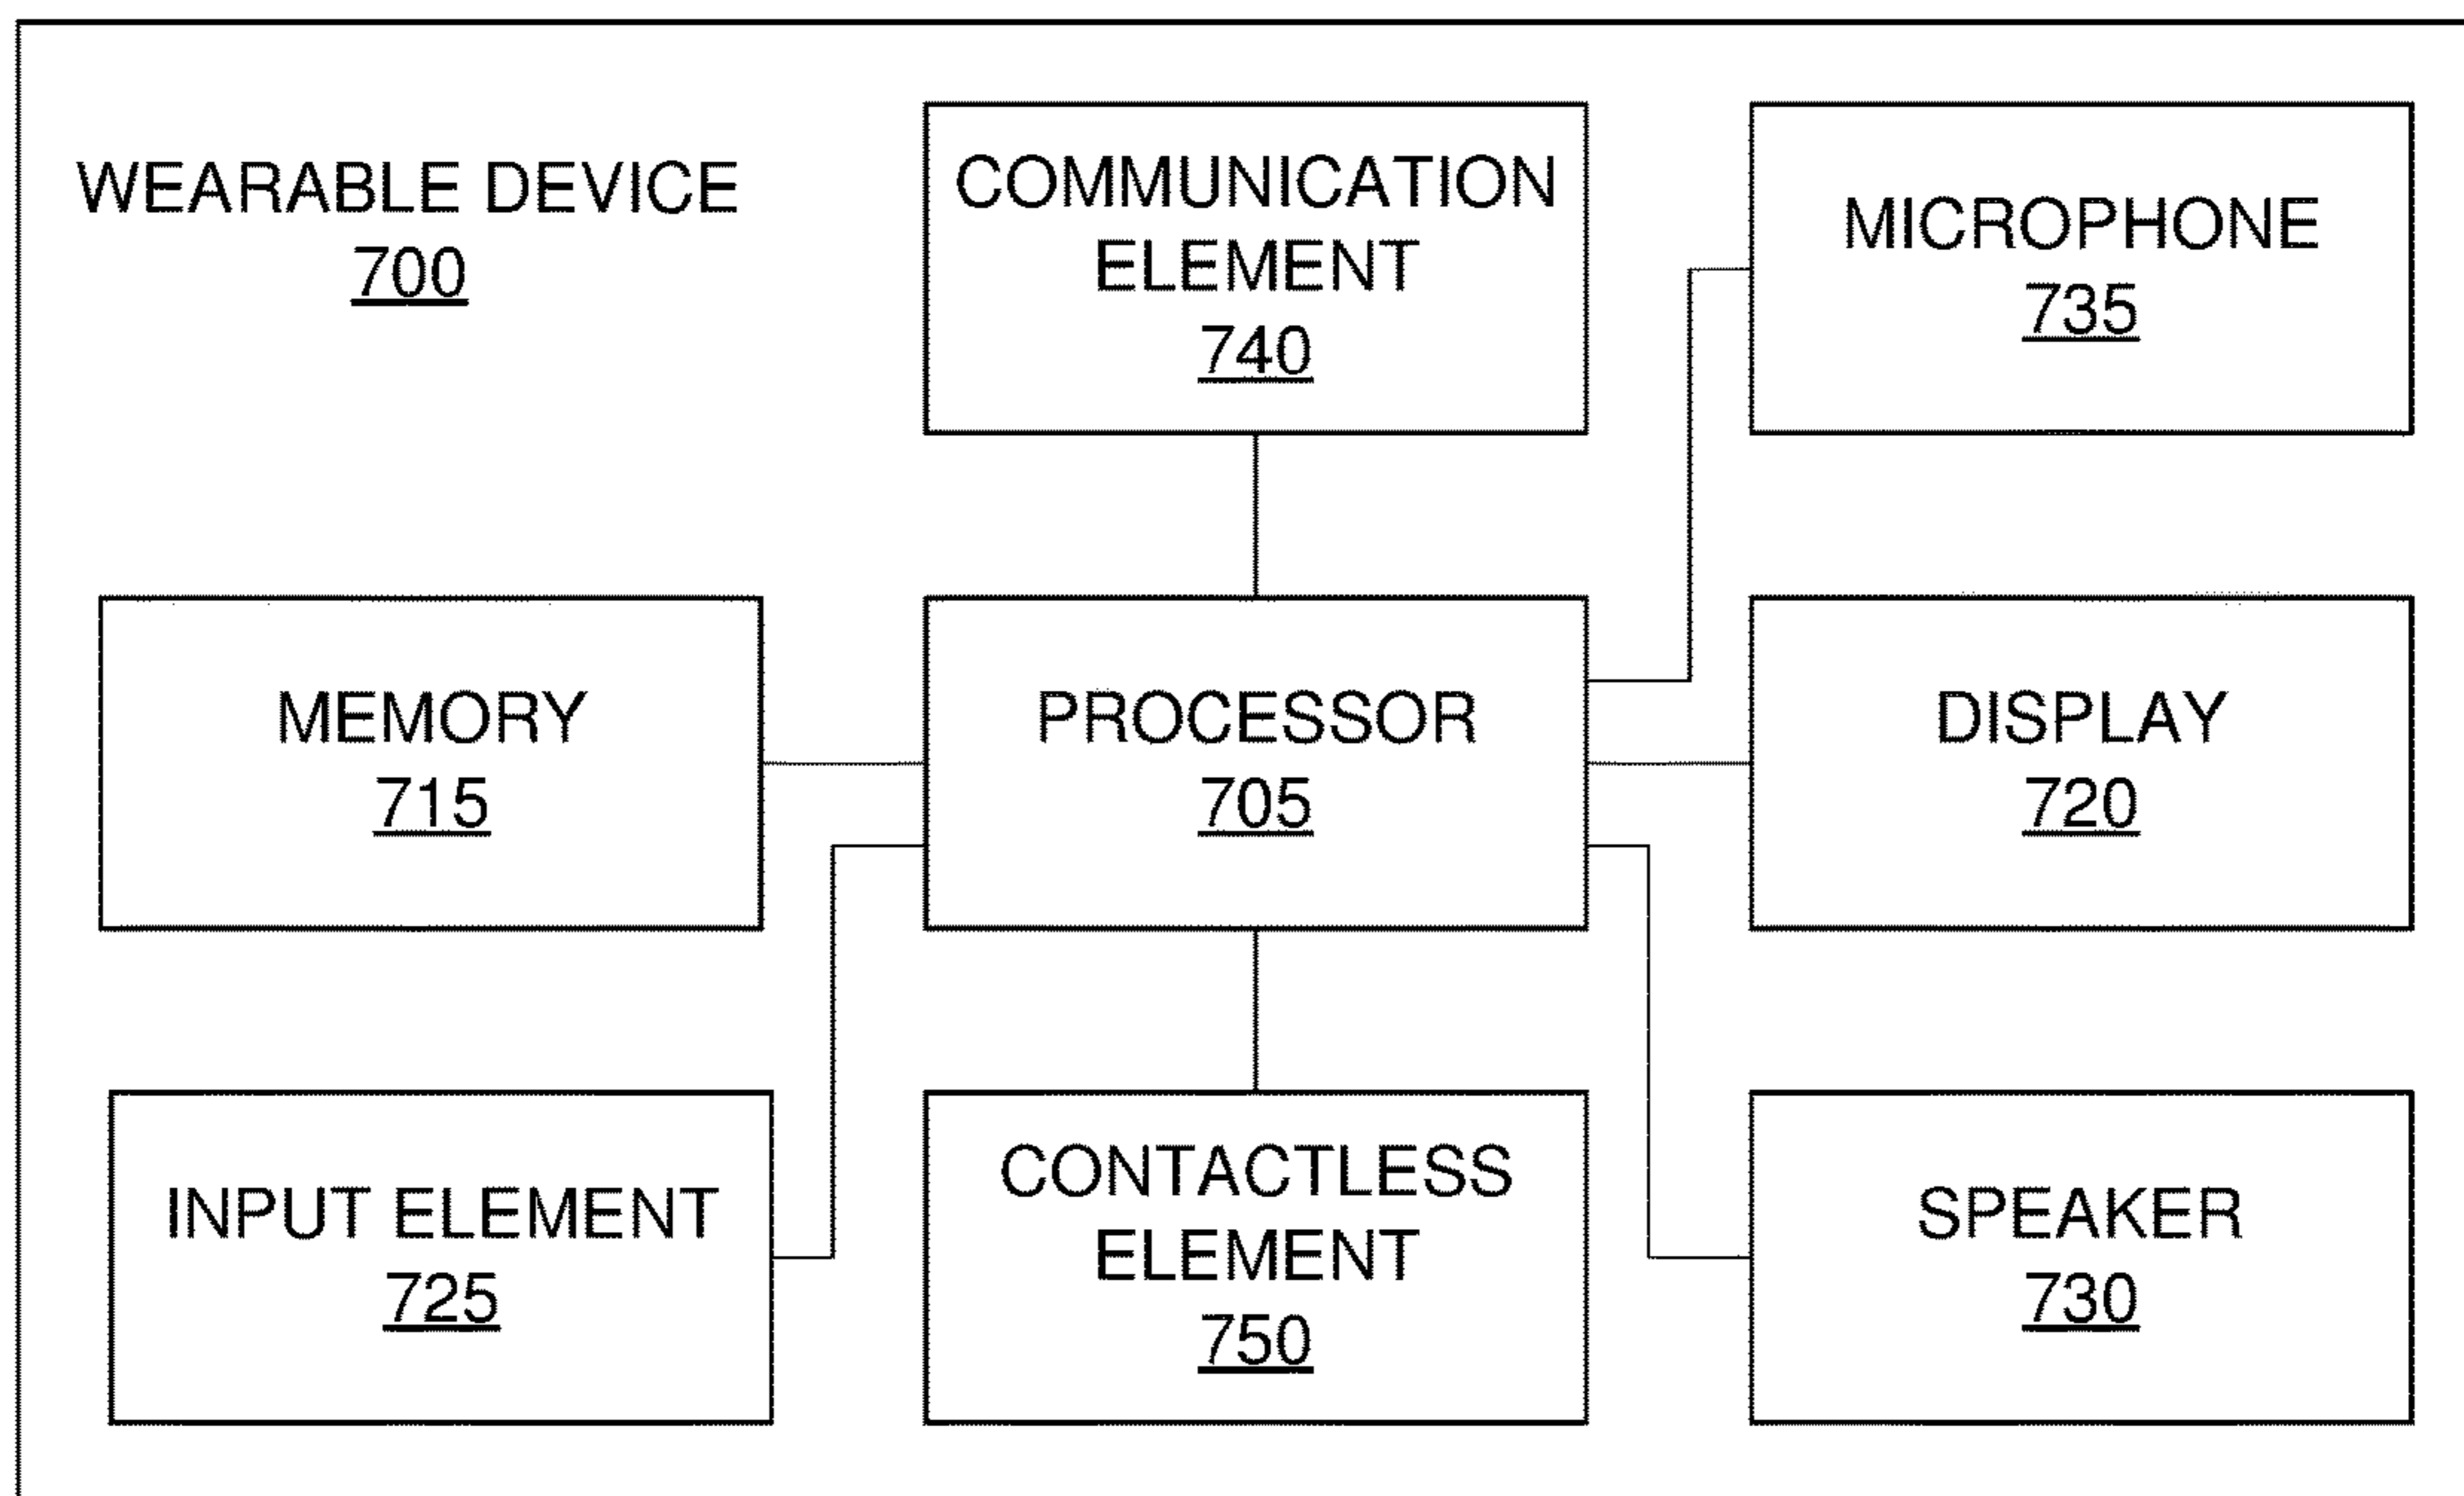 WEARABLE DEVICE
700
COMMUNICATION
ELEMENT
740
MICROPHONE
735
MEMORY
715
PROCESSOR
705
DISPLAY
720
INPUT ELEMENT
725
CONTACTLESS
ELEMENT
750
SPEAKER
730